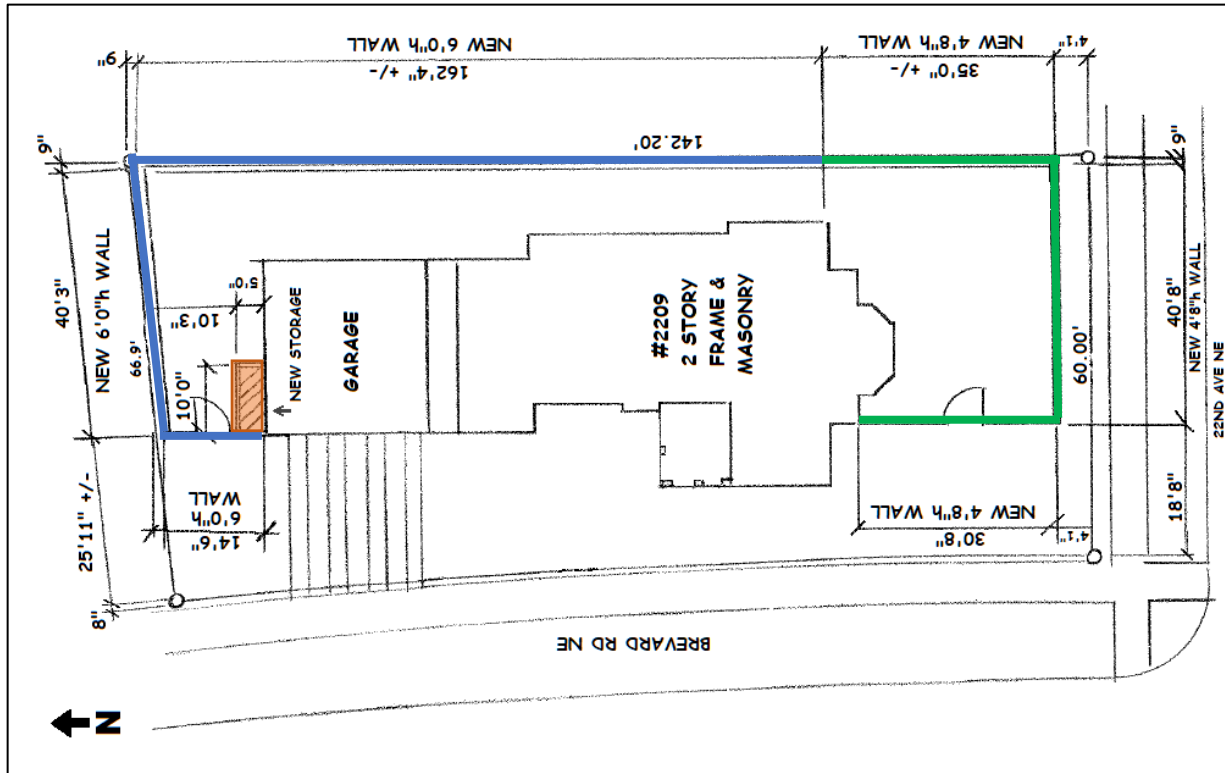 9"
162'4" +/-
NEW 6'0"h WALL
35'0" +/-
NEW 4'8"h WALL
4'1"
142.20'
9"
40'3"
NEW 6'0"h WALL
66.9'
10'3"
5'0"
10'0"
NEW STORAGE
GARAGE
#2209
2 STORY
FRAME &
MASONRY
9"
40'8"
60.00'
NEW 4'8"h WALL
22ND AVE NE
18'8"
25'11" +/-
8"
14'6"
6'0"h
WALL
30'8"
NEW 4'8"h WALL
4'1"
BREVARD RD NE
N